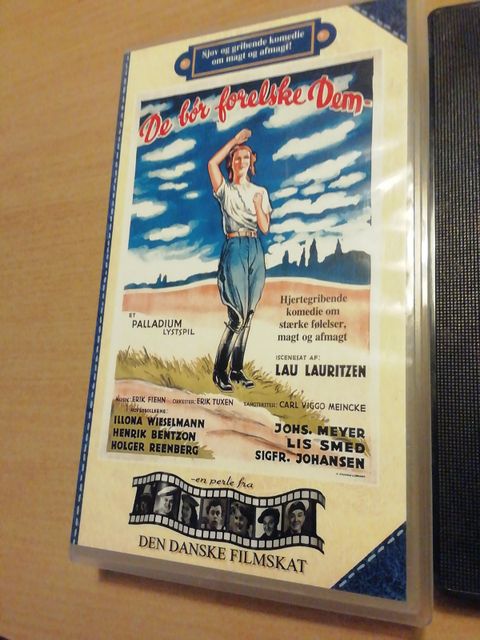 Sjov og gribende komedie
om magt og afmagt!
De bør forelske Dem-
Hjertegribende
komedie om
stærke følelser,
magt og afmagt
ET
PALLADIUM
LYSTSPIL
ISCENESAT AF:
LAU LAURITZEN
MUSIK: ERIK FIEHN ORKESTER: ERIK TUXEN SANGTEKSTER: CARL VIGGO MEINCKE
HOVEDROLLERNE:
ILLONA WIESELMANN
HENRIK BENTZON
HOLGER REENBERG
JOHS. MEYER
LIS SMED
SIGFR. JOHANSEN
-en perle fra
DEN DANSKE FILMSKAT